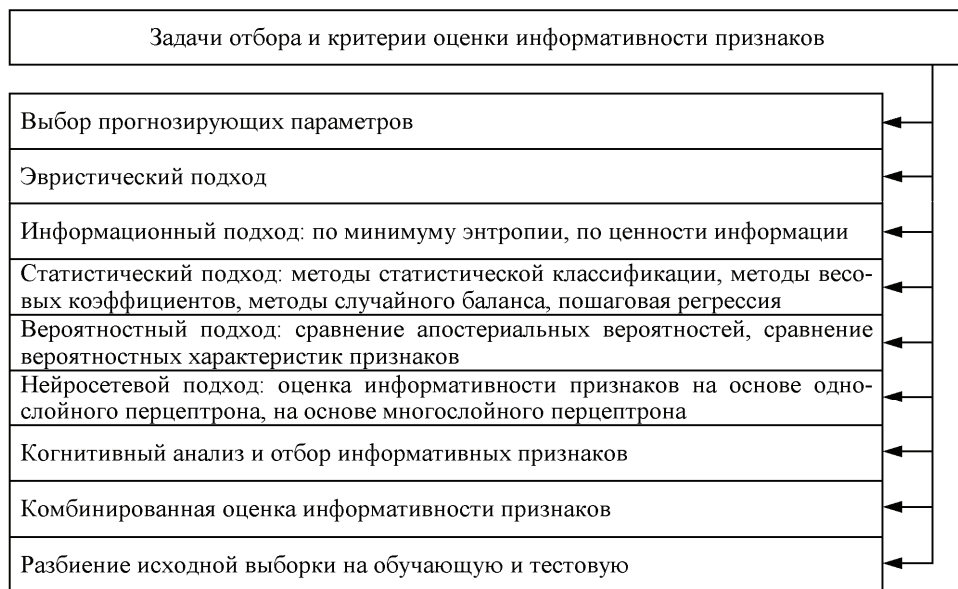 Задачи отбора и критерии оценки информативности признаков
Выбор прогнозирующих параметров
Эвристический подход
Информационный подход: по минимуму энтропии, по ценности информации
Статистический подход: методы статистической классификации, методы весо-
вых коэффициентов, методы случайного баланса, пошаговая регрессия
Вероятностный подход: сравнение апостериальных вероятностей, сравнение
вероятностных характеристик признаков
Нейросетевой подход: оценка информативности признаков на основе одно-
слойного перцептрона, на основе многослойного перцептрона
Когнитивный анализ и отбор информативных признаков
Комбинированная оценка информативности признаков
Разбиение исходной выборки на обучающую и тестовую